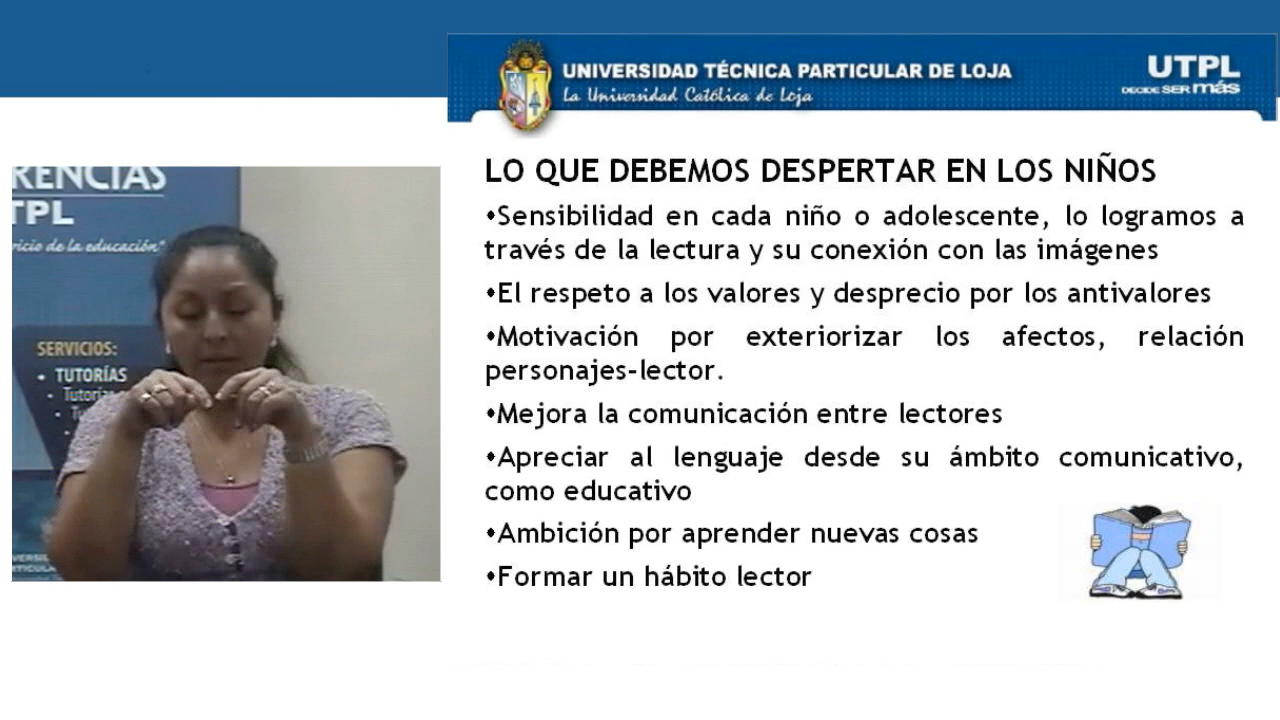 UNIVERSIDAD TÉCNICA PARTICULAR DE LOJA
La Universidad Católica de Loja
UTPL
DECIDE SER más
RENCIAS
TPL
ricio de la educación"
SERVICIOS:
• TUTORÍAS
LO QUE DEBEMOS DESPERTAR EN LOS NIÑOS
•Sensibilidad en cada niño o adolescente, lo logramos a
través de la lectura y su conexión con las imágenes
•El respeto a los valores y desprecio por los antivalores
•Motivación por exteriorizar los afectos, relación
personajes-lector.
•Mejora la comunicación entre lectores
•Apreciar al lenguaje desde su ámbito comunicativo,
como educativo
•Ambición por aprender nuevas cosas
•Formar un hábito lector